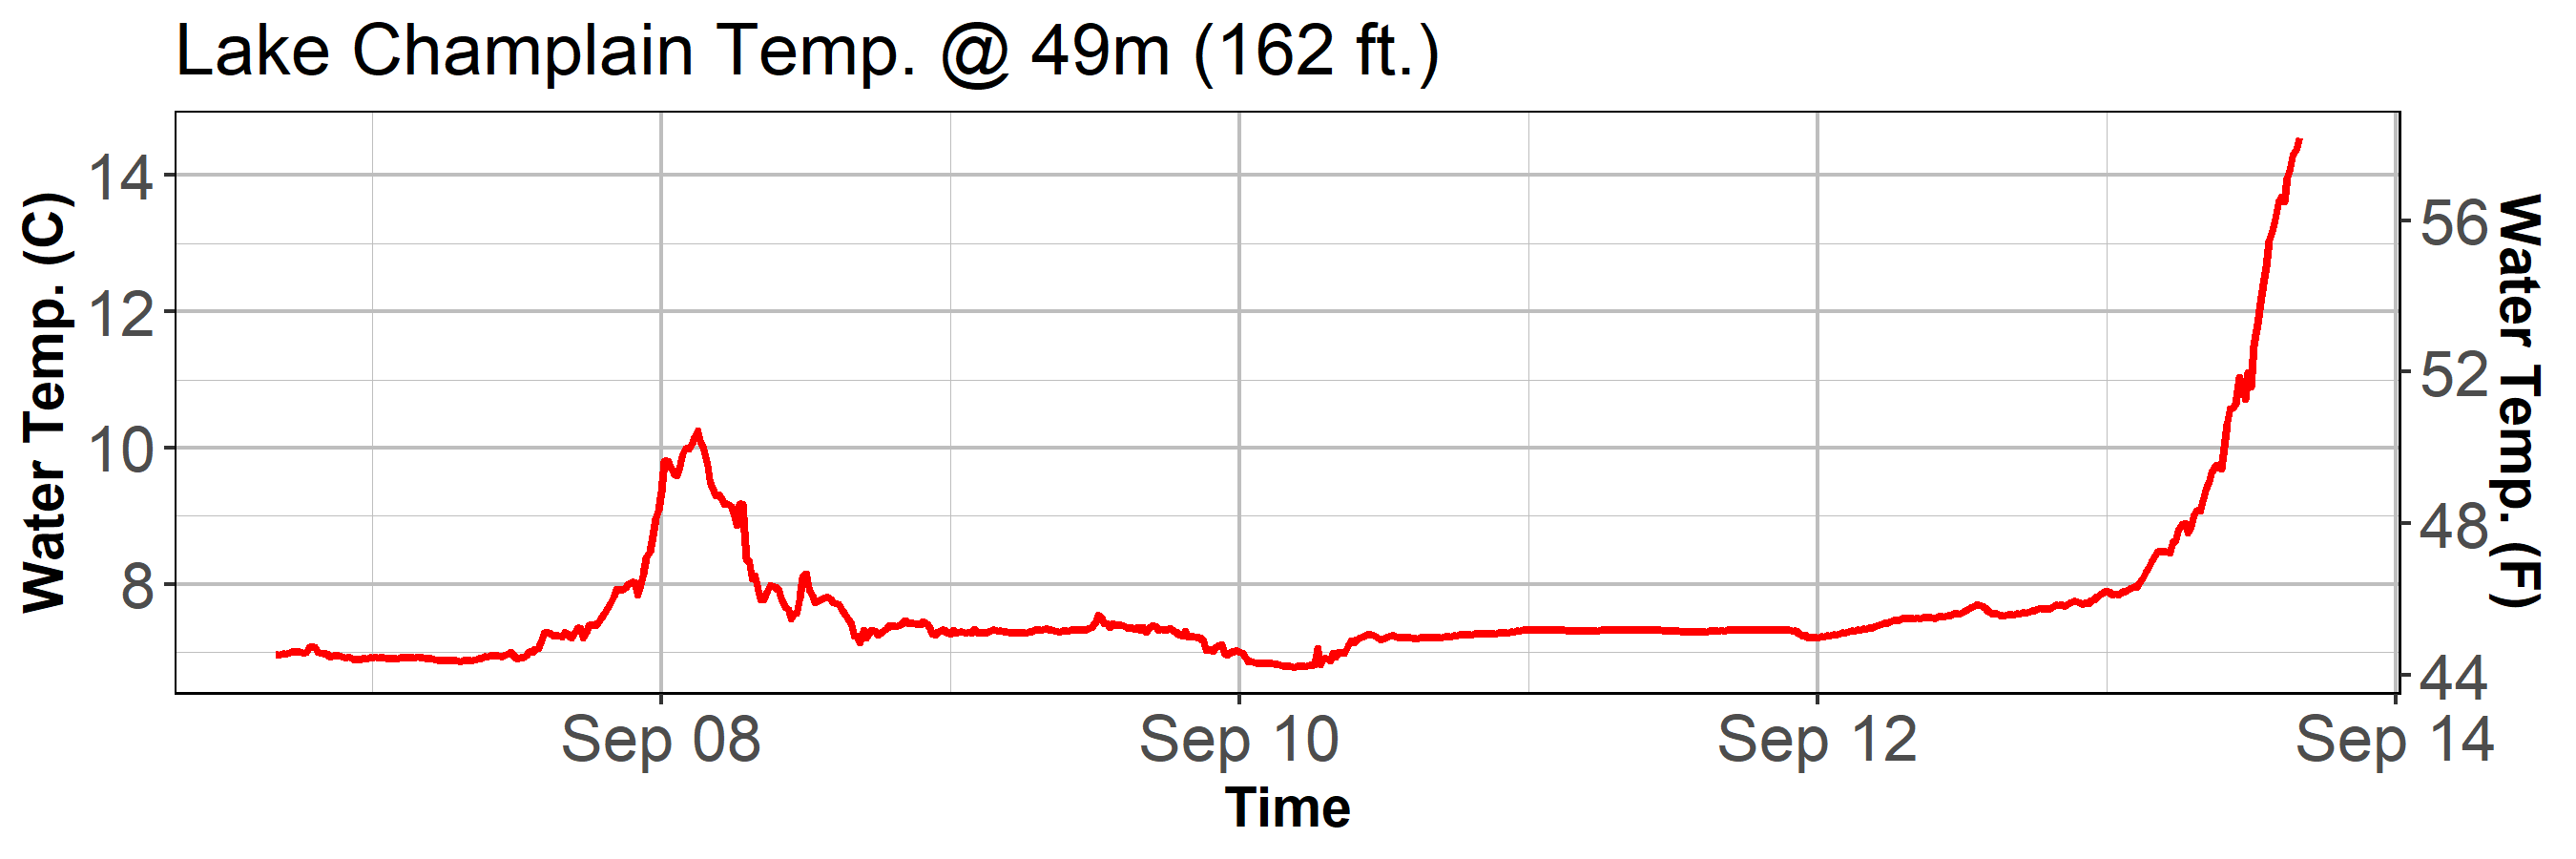 Lake Champlain Temp. @ 49m (162 ft.)
Water Temp. (C)
14
12
10
8
56
52
48
44
Water Temp. (F)
Sep 08 Sep 10 Sep 12 Sep 14
Time